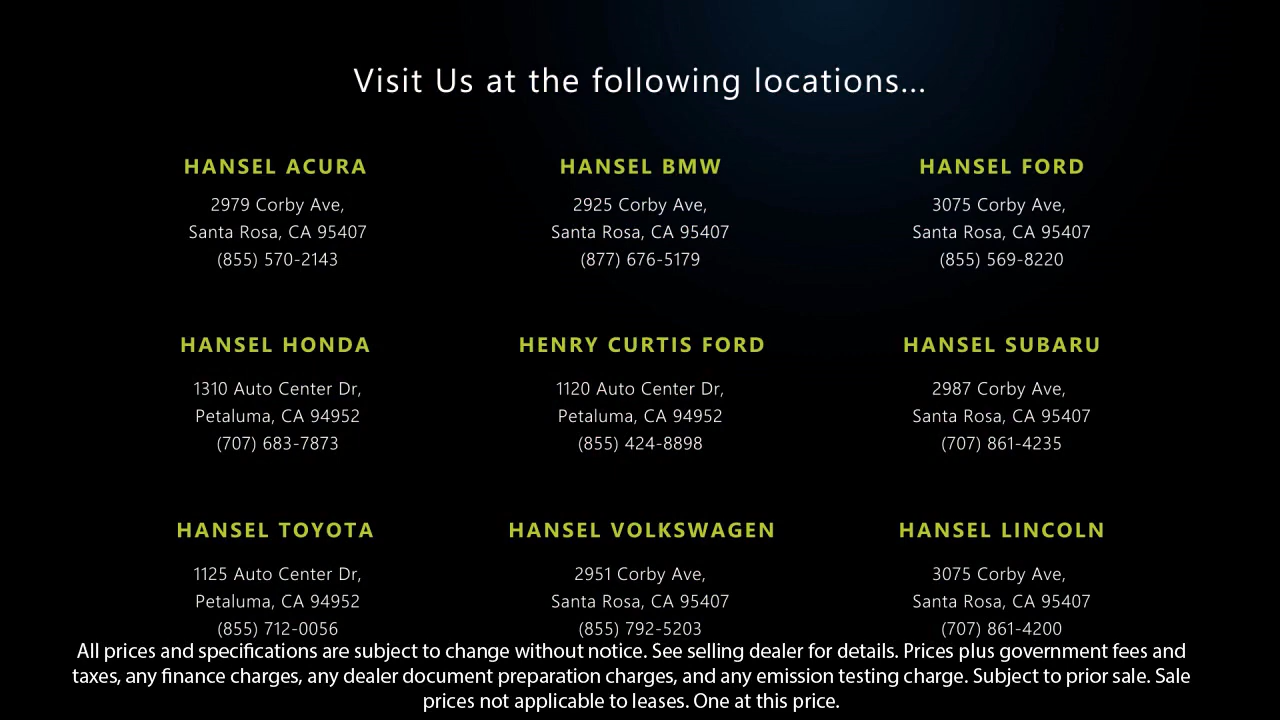 Visit Us at the following locations...
HANSEL ACURA
2979 Corby Ave,
Santa Rosa, CA 95407
(855) 570-2143
HANSEL BMW
2925 Corby Ave,
Santa Rosa, CA 95407
(877) 676-5179
HANSEL FORD
3075 Corby Ave,
Santa Rosa, CA 95407
(855) 569-8220
HANSEL HONDA
1310 Auto Center Dr,
Petaluma, CA 94952
(707) 683-7873
HENRY CURTIS FORD
1120 Auto Center Dr,
Petaluma, CA 94952
(855) 424-8898
HANSEL SUBARU
2987 Corby Ave,
Santa Rosa, CA 95407
(707) 861-4235
HANSEL TOYOTA
1125 Auto Center Dr,
Petaluma, CA 94952
(855) 712-0056
HANSEL VOLKSWAGEN
2951 Corby Ave,
Santa Rosa, CA 95407
(855) 792-5203
HANSEL LINCOLN
3075 Corby Ave,
Santa Rosa, CA 95407
(707) 861-4200
All prices and specifications are subject to change without notice. See selling dealer for details. Prices plus government fees and
taxes, any finance charges, any dealer document preparation charges, and any emission testing charge. Subject to prior sale. Sale
prices not applicable to leases. One at this price.